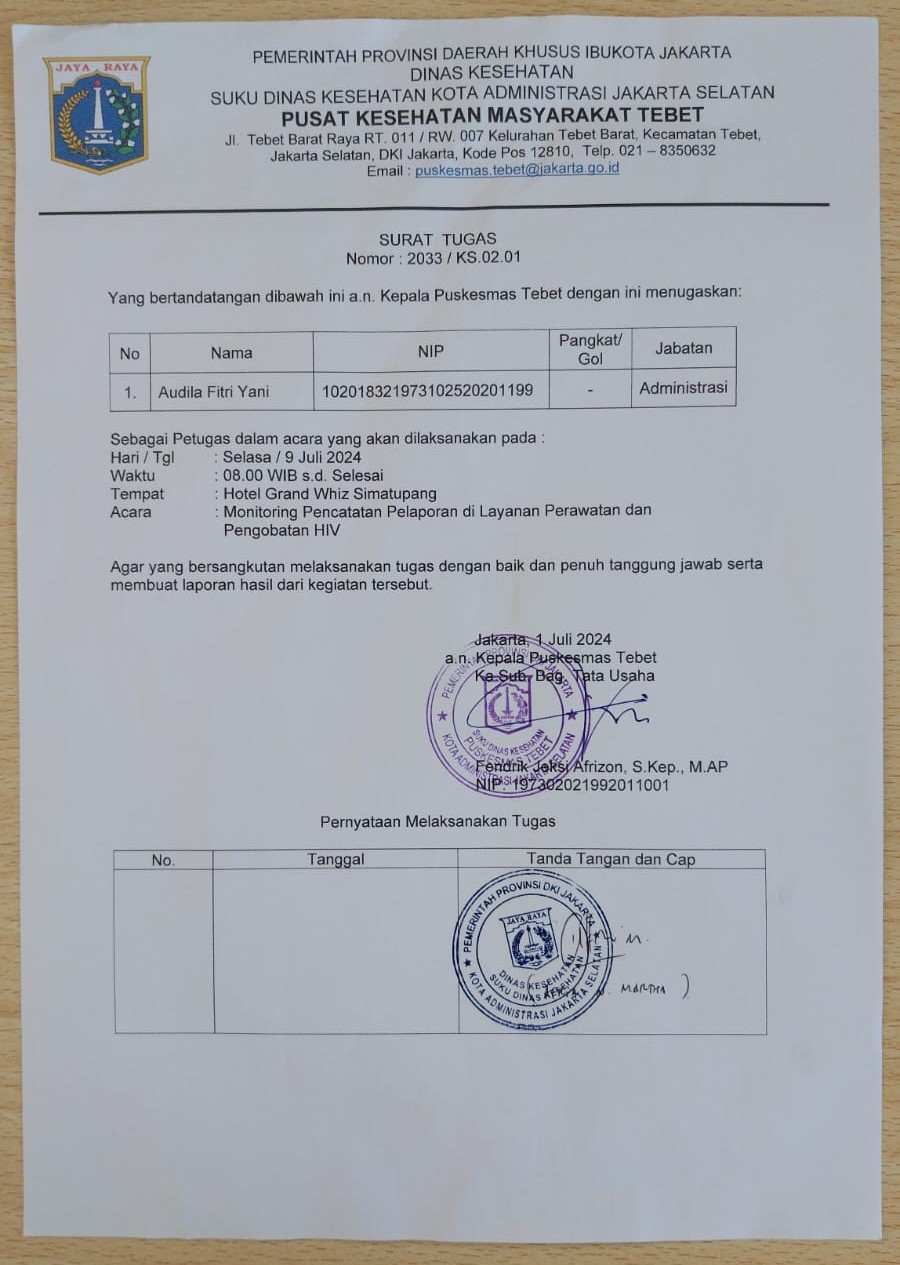 JAYA RAYA
PEMERINTAH PROVINSI DAERAH KHUSUS IBUKOTA JAKARTA
DINAS KESEHATAN
SUKU DINAS KESEHATAN KOTA ADMINISTRASI JAKARTA SELATAN
PUSAT KESEHATAN MASYARAKAT TEBET
Jl. Tebet Barat Raya RT. 011 / RW. 007 Kelurahan Tebet Barat, Kecamatan Tebet,
Jakarta Selatan, DKI Jakarta, Kode Pos 12810, Telp. 021 – 8350632
Email : puskesmas.tebet@jakarta.go.id
SURAT TUGAS
Nomor : 2033 / KS.02.01
Yang bertandatangan dibawah ini a.n. Kepala Puskesmas Tebet dengan ini menugaskan:
No Nama NIP Pangkat/ Gol Jabatan
1. Audila Fitri Yani 102018321973102520201199 - Administrasi
Sebagai Petugas dalam acara yang akan dilaksanakan pada :
Hari / Tgl : Selasa / 9 Juli 2024
Waktu : 08.00 WIB s.d. Selesai
Tempat : Hotel Grand Whiz Simatupang
Acara : Monitoring Pencatatan Pelaporan di Layanan Perawatan dan
Pengobatan HIV
Agar yang bersangkutan melaksanakan tugas dengan baik dan penuh tanggung jawab serta
membuat laporan hasil dari kegiatan tersebut.
Jakarta, 1 Juli 2024
a.n. Kepala Puskesmas Tebet
Ka.Sub. Bag. Tata Usaha
PEMERINTAH PROVINSI DKI JAKARTA
SUKU DINAS KESEHATAN
PUSKESMAS TEBET
KOTA ADMINISTRASI JAKARTA SELATAN
Fendrik Jeksi Afrizon, S.Kep., M.AP
NIP. 197302021992011001
Pernyataan Melaksanakan Tugas
No. Tanggal Tanda Tangan dan Cap
PEMERINTAH PROVINSI DKI JAKARTA
JAYA RAYA
DINAS KESEHATAN
SUKU DINAS KESEHATAN
KOTA ADMINISTRASI JAKARTA SELATAN
MARTHA )